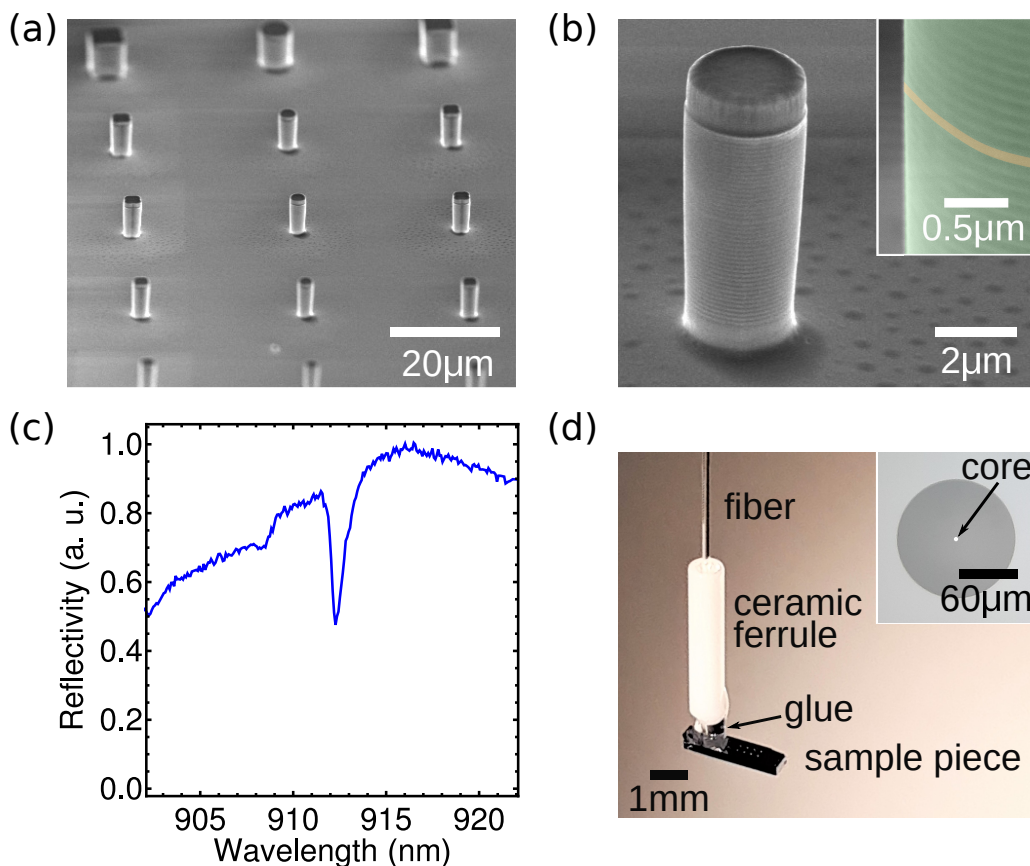 (a)
20μm
(b)
0.5μm
2μm
(c)
Reflectivity (a. u.)
1.0
0.8
0.6
0.4
0.2
0.0
905
910
915
920
Wavelength (nm)
(d)
core
60μm
fiber
ceramic
ferrule
glue
sample piece
1mm